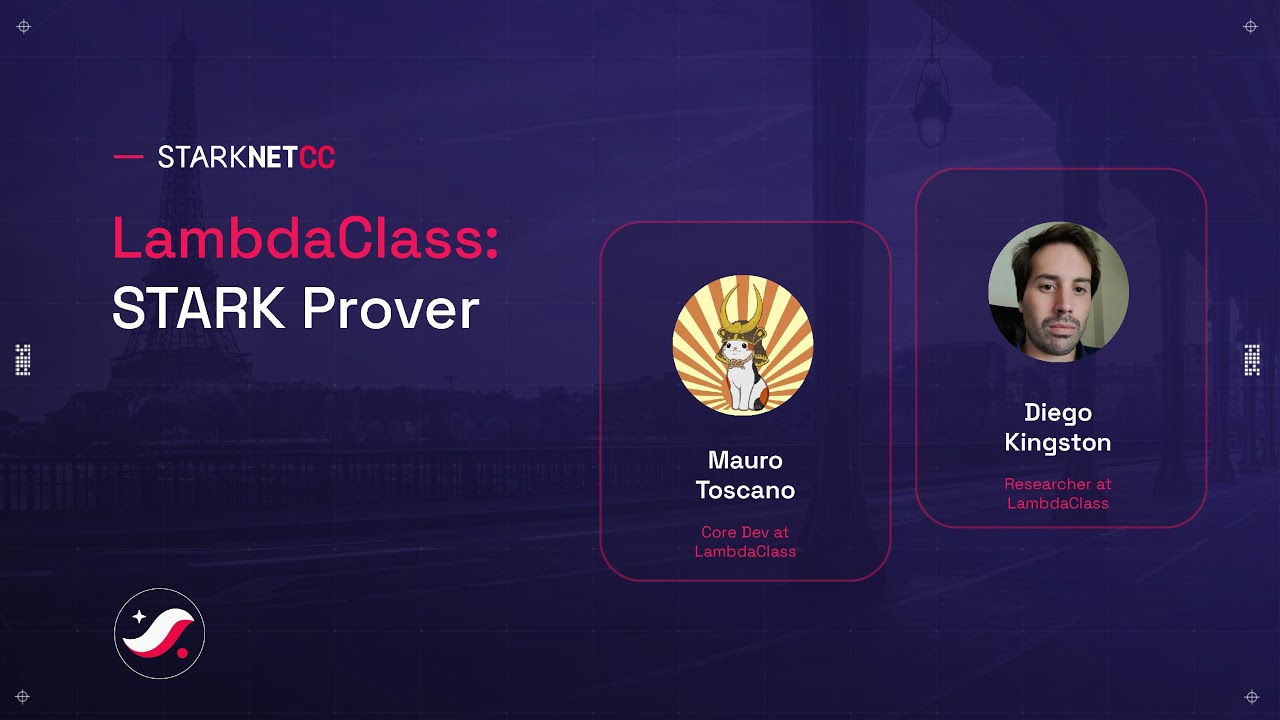 STARKNETCC
LambdaClass:
STARK Prover
Mauro
Toscano
Core Dev at
LambdaClass
Diego
Kingston
Researcher at
LambdaClass